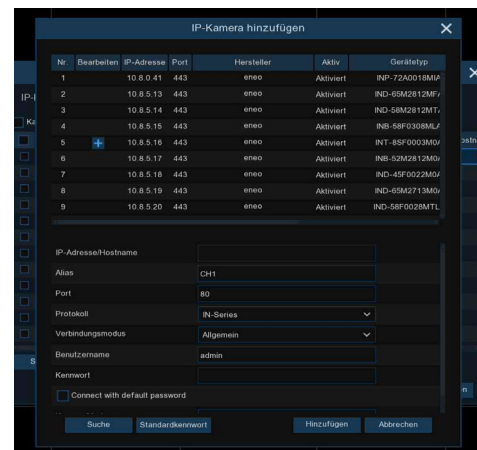 IP-Kamera hinzufügen
Nr. Bearbeiten IP-Adresse Port Hersteller Aktiv Gerätetyp
1 10.8.0.41 443 eneo Aktiviert INP-72A0018MIA
2 10.8.5.13 443 eneo Aktiviert IND-65M2812MFA
3 10.8.5.14 443 eneo Aktiviert IND-58M2812MTA
4 10.8.5.15 443 eneo Aktiviert INB-58F0308MLA
5 + 10.8.5.16 443 eneo Aktiviert INT-8SF0003M0A
6 10.8.5.17 443 eneo Aktiviert INB-52M2812M0A
7 10.8.5.18 443 eneo Aktiviert IND-45F0022M0A
8 10.8.5.19 443 eneo Aktiviert IND-65M2713M0A
9 10.8.5.20 443 eneo Aktiviert IND-58F0028MTL
IP-Adresse/Hostname
Alias CH1
Port 80
Protokoll IN-Series
Verbindungsmodus Allgemein
Benutzername admin
Kennwort
Connect with default password
Suche Standardkennwort Hinzufügen Abbrechen